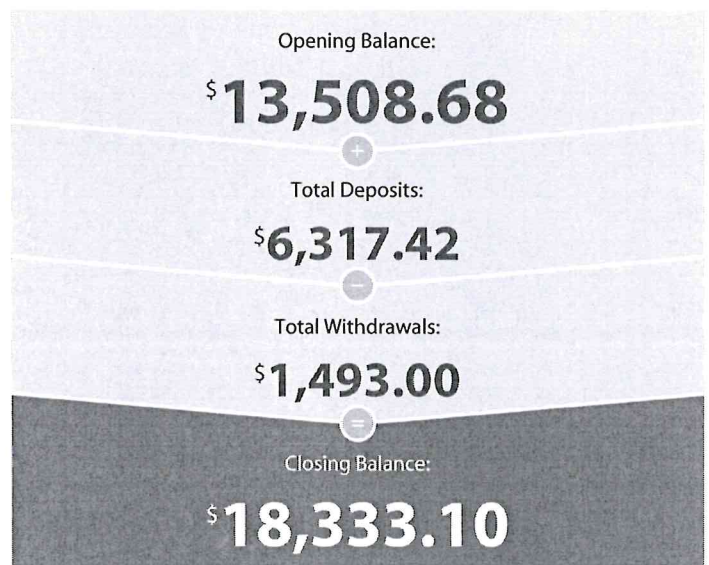 Opening Balance:
$13,508.68
+
Total Deposits:
$6,317.42
−
Total Withdrawals:
$1,493.00
=
Closing Balance:
$18,333.10